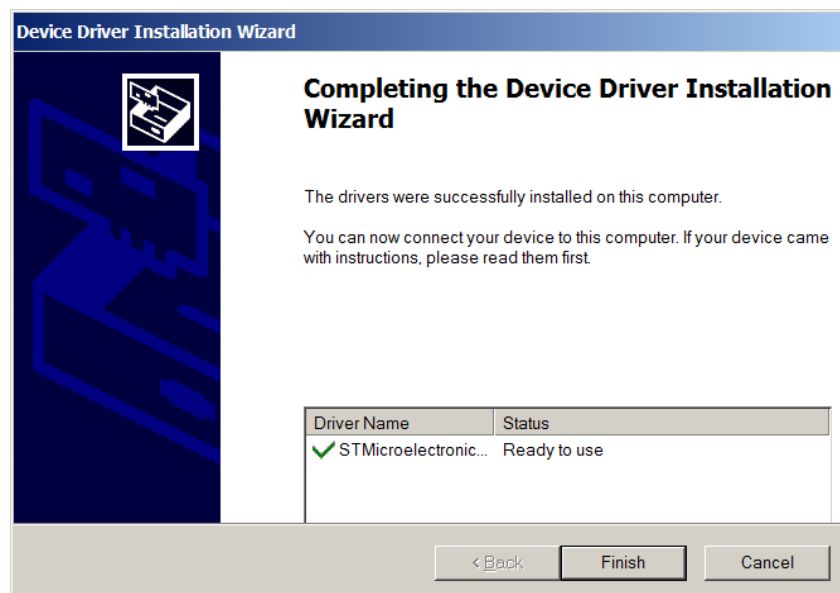 Device Driver Installation Wizard
Completing the Device Driver Installation
Wizard
The drivers were successfully installed on this computer.
You can now connect your device to this computer. If your device came
with instructions, please read them first.
Driver Name Status
STMicroelectronic... Ready to use
< Back Finish Cancel